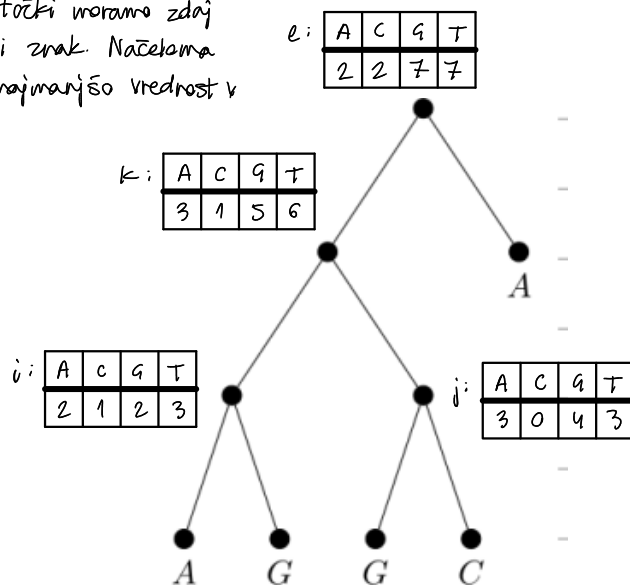 točki moramo zdaj
i znak. Načeloma
najmanjšo vrednost v
e: A C G T
2 2 7 7
k: A C G T
3 1 5 6
A
i: A C G T
2 1 2 3
j: A C G T
3 0 4 3
A G G C